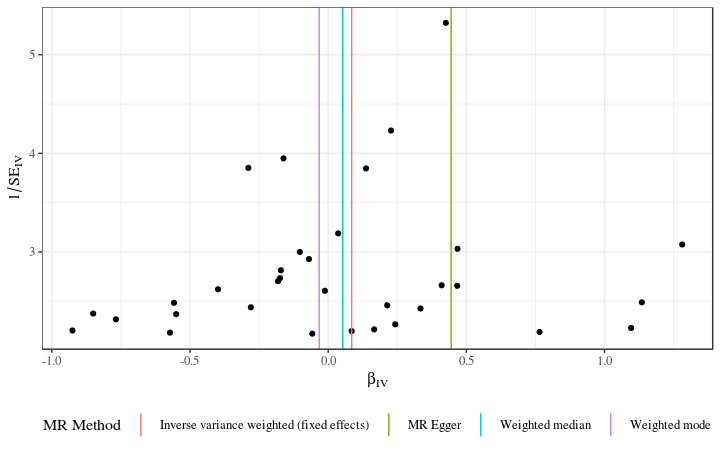 5
4
3
1/SE_IV
-1.0 -0.5 0.0 0.5 1.0
β_IV
MR Method Inverse variance weighted (fixed effects) MR Egger Weighted median Weighted mode